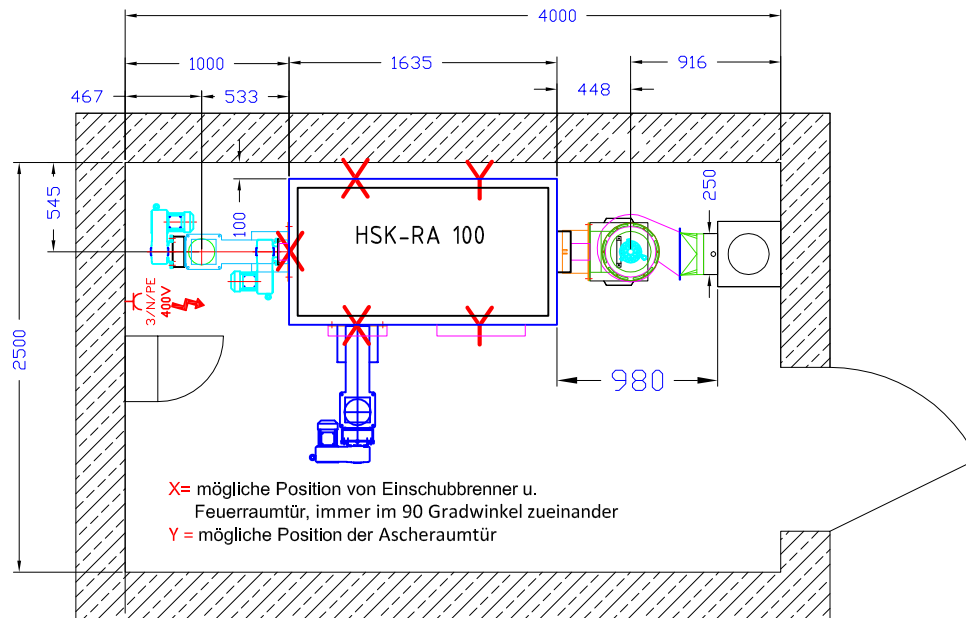 4000
1000
1635
916
467
533
448
545
100
250
HSK-RA 100
3/N/PE
400V
2500
980
X= mögliche Position von Einschubbrenner u.
Feuerraumtür, immer im 90 Gradwinkel zueinander
Y = mögliche Position der Ascheraumtür
X
Y
X
X
Y